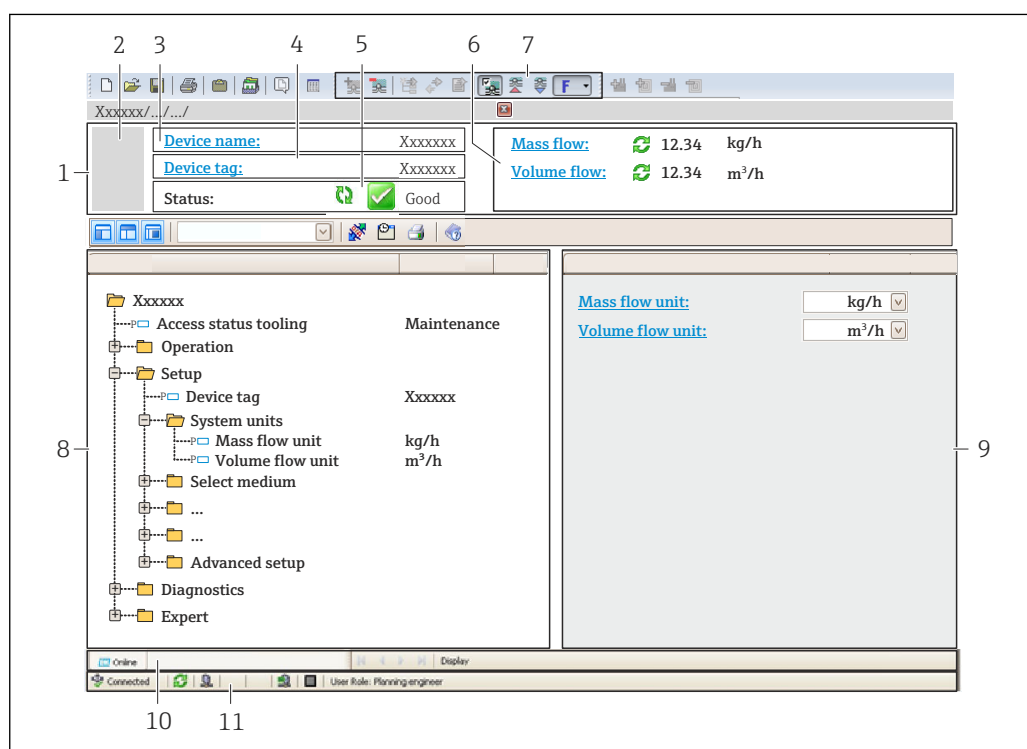 2 3 4 5 6 7
F
Xxxxxx/.../.../
1
Device name: Xxxxxxx
Device tag: Xxxxxxx
Status: Good
Mass flow: 12.34 kg/h
Volume flow: 12.34 m³/h
Xxxxxx
P Access status tooling Maintenance
Operation
Setup
P Device tag Xxxxxx
System units
P Mass flow unit kg/h
P Volume flow unit m³/h
Select medium
...
...
Advanced setup
Diagnostics
Expert
8
Mass flow unit: kg/h
Volume flow unit: m³/h
9
Online Display
Connected User Role: Planning engineer
10 11